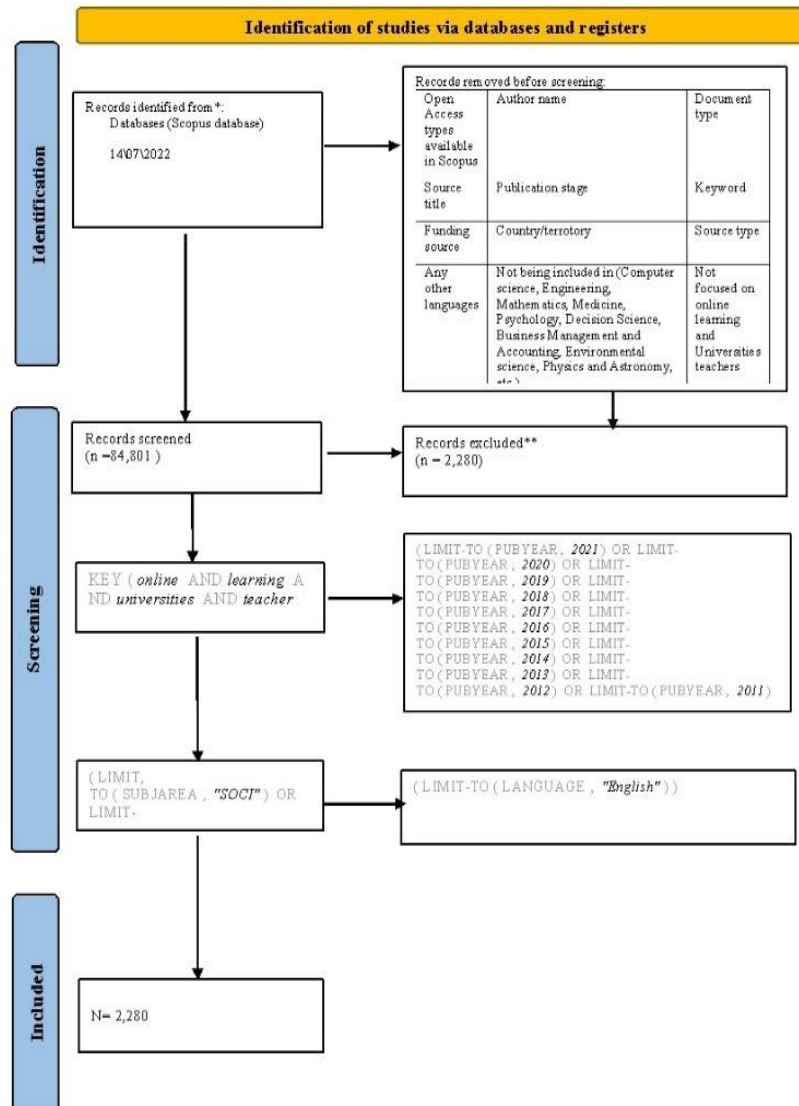 Identification of studies via databases and registers
Identification
Records identified from*:
Databases (Scopus database)
14\07\2022
Records removed before screening:
Open Access types available in Scopus
Author name
Document type
Source title
Publication stage
Keyword
Funding source
Country/terrotory
Source type
Any other languages
Not being included in (Computer
science, Engineering,
Mathematics, Medicine,
Psychology, Decision Science,
Business Management and
Accounting, Environmental
science, Physics and Astronomy,
etc.)
Not focused on online learning and Universities teachers
Screening
Records screened
(n =84,801 )
Records excluded**
(n = 2,280)
KEY ( online AND learning A
ND universities AND teacher
(LIMIT-TO ( PUBYEAR , 2021) OR LIMIT-
TO ( PUBYEAR , 2020) OR LIMIT-
TO ( PUBYEAR , 2019) OR LIMIT-
TO ( PUBYEAR , 2018) OR LIMIT-
TO ( PUBYEAR , 2017) OR LIMIT-
TO ( PUBYEAR , 2016) OR LIMIT-
TO ( PUBYEAR , 2015) OR LIMIT-
TO ( PUBYEAR , 2014) OR LIMIT-
TO ( PUBYEAR , 2013) OR LIMIT-
TO ( PUBYEAR , 2012) OR LIMIT-TO ( PUBYEAR , 2011)
( LIMIT,
TO ( SUBJAREA , "SOCI" ) OR
LIMIT-
(LIMIT-TO ( LANGUAGE , "English" ))
Included
N= 2,280